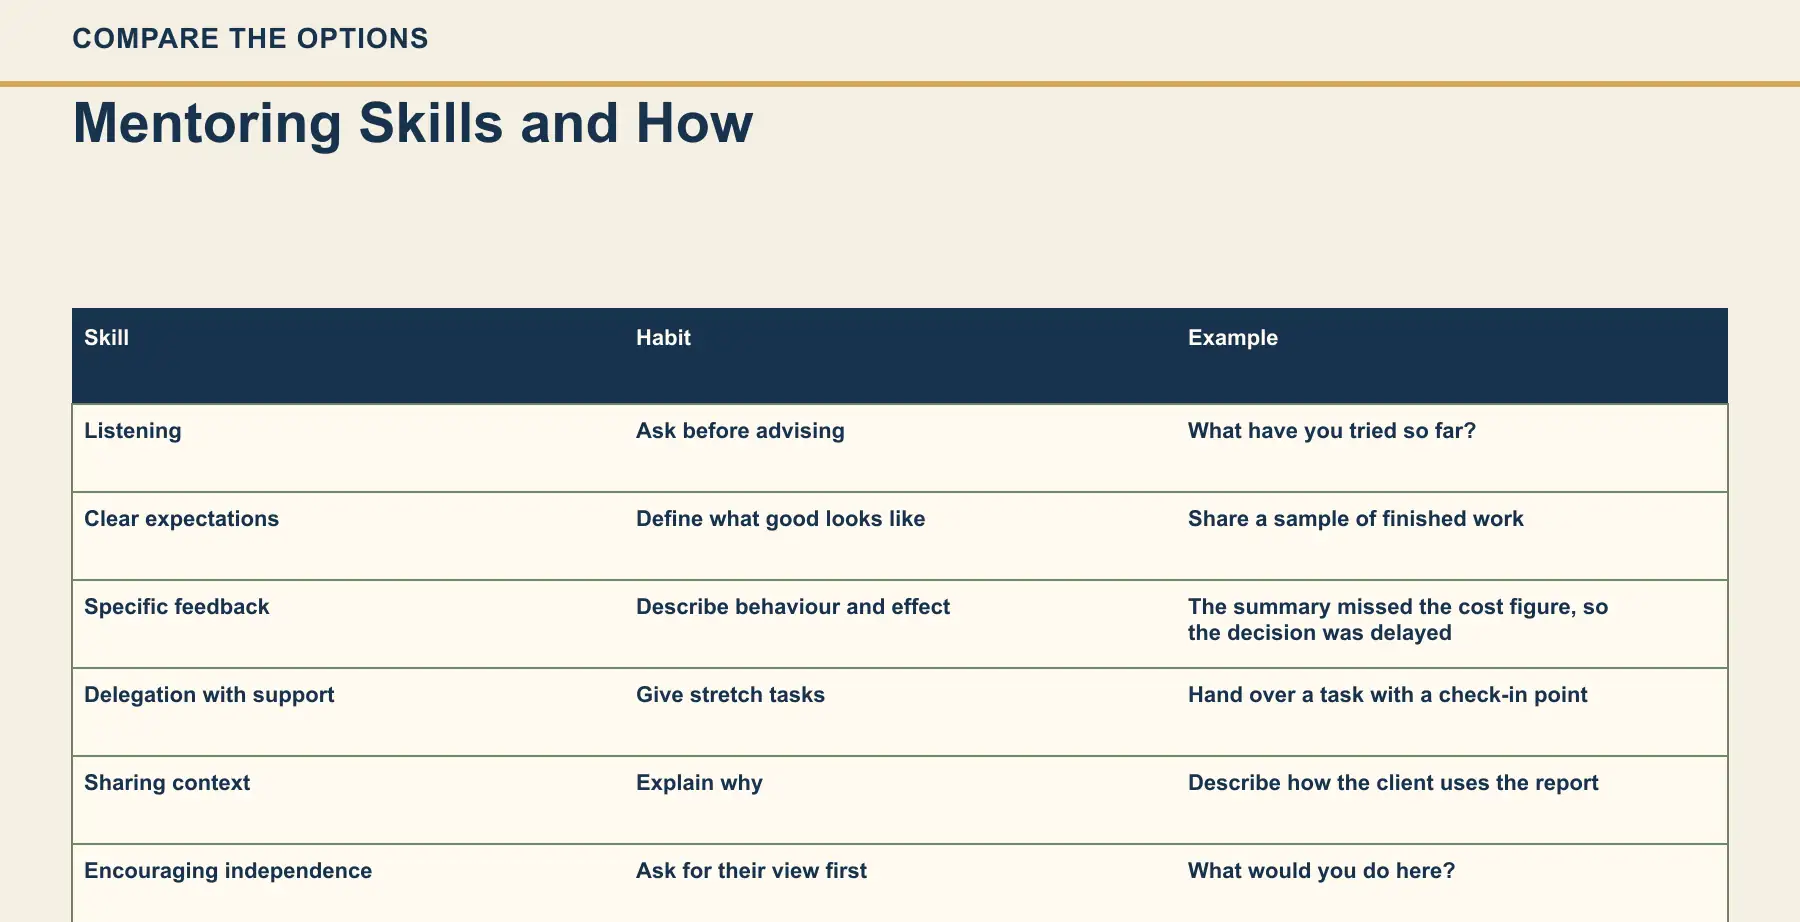 COMPARE THE OPTIONS
Mentoring Skills and How
Skill Habit Example
Listening Ask before advising What have you tried so far?
Clear expectations Define what good looks like Share a sample of finished work
Specific feedback Describe behaviour and effect The summary missed the cost figure, so
the decision was delayed
Delegation with support Give stretch tasks Hand over a task with a check-in point
Sharing context Explain why Describe how the client uses the report
Encouraging independence Ask for their view first What would you do here?